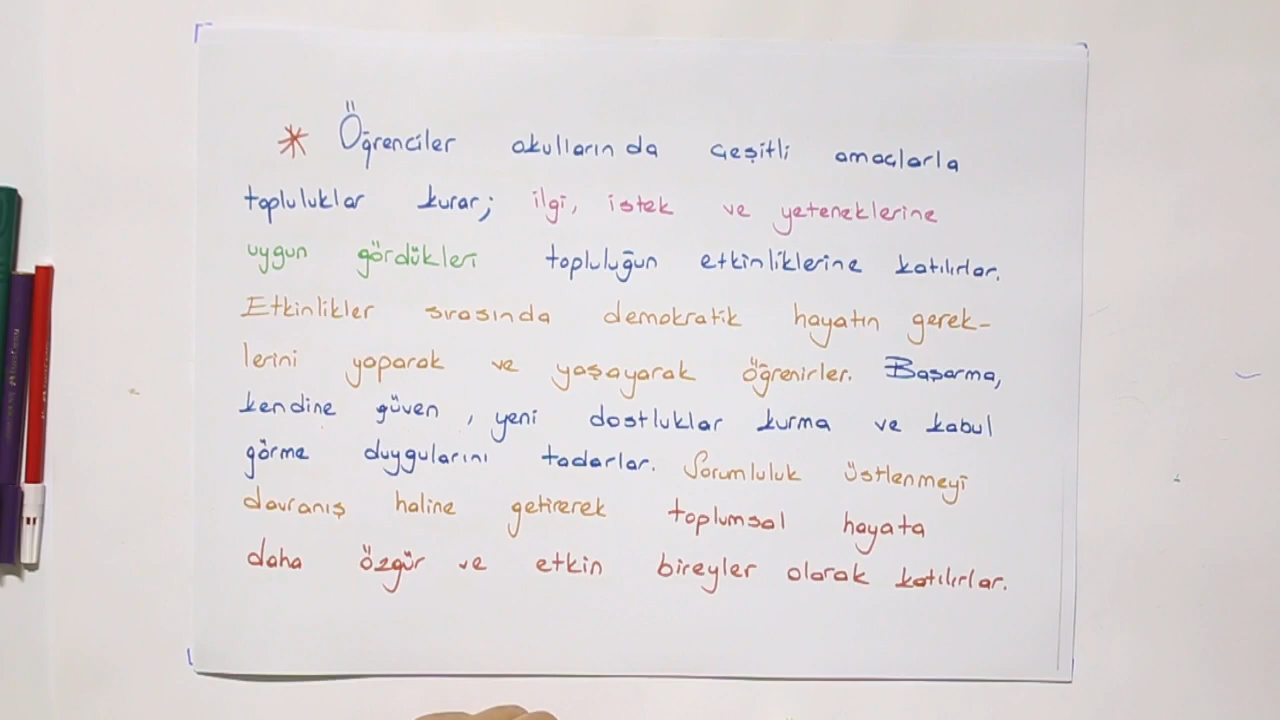 * Öğrenciler okullarında çeşitli amaçlarla
topluluklar kurar; ilgi, istek ve yeteneklerine
uygun gördükleri topluluğun etkinliklerine katılırlar.
Etkinlikler sırasında demokratik hayatın gerek-
lerini yaparak ve yaşayarak öğrenirler. Başarma,
kendine güven, yeni dostluklar kurma ve kabul
görme duygularını tadarlar. Sorumluluk üstlenmeyi
davranış haline getirerek toplumsal hayata
daha özgür ve etkin bireyler olarak katılırlar.